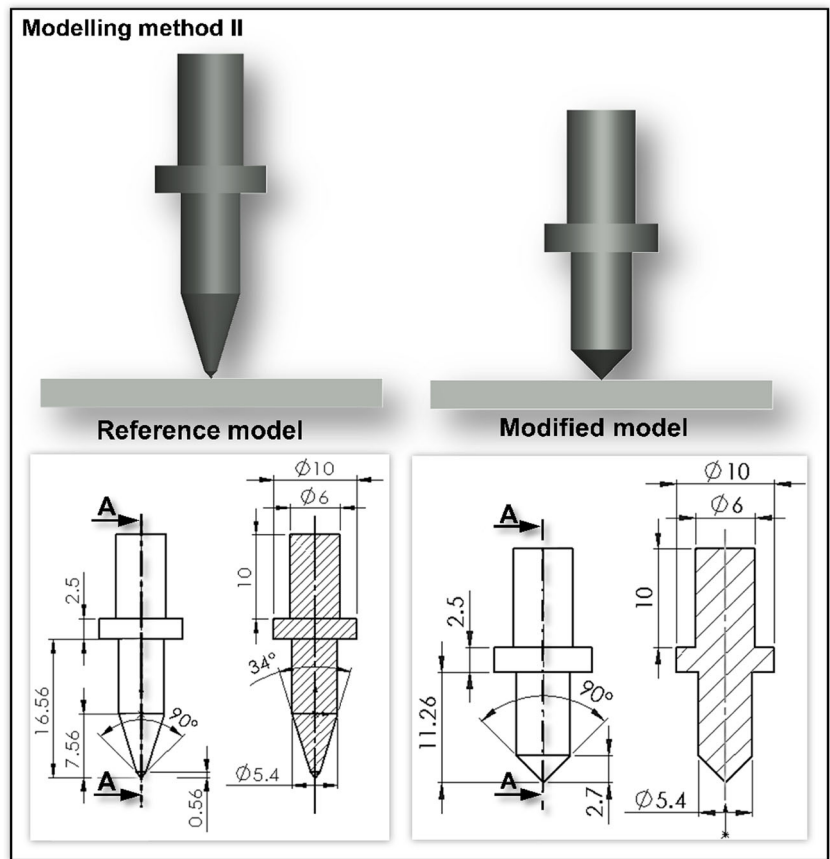 Modelling method II
Reference model
Modified model
Ø10
Ø6
A
10
2.5
34°
16.56
7.56
90°
A
Ø5.4
0.56
Ø10
Ø6
A
10
2.5
90°
11.26
A
2.7
Ø5.4